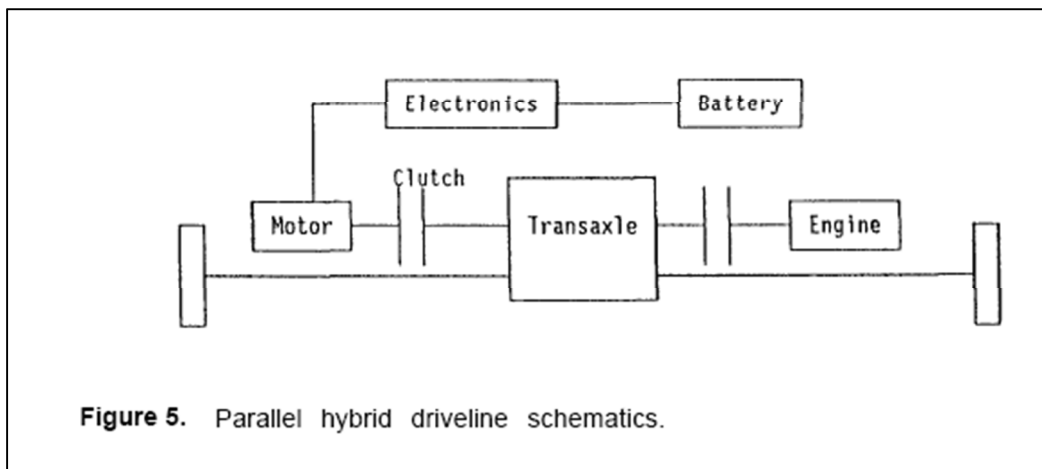 Electronics
Battery
Clutch
Motor
Transaxle
Engine
Figure 5. Parallel hybrid driveline schematics.